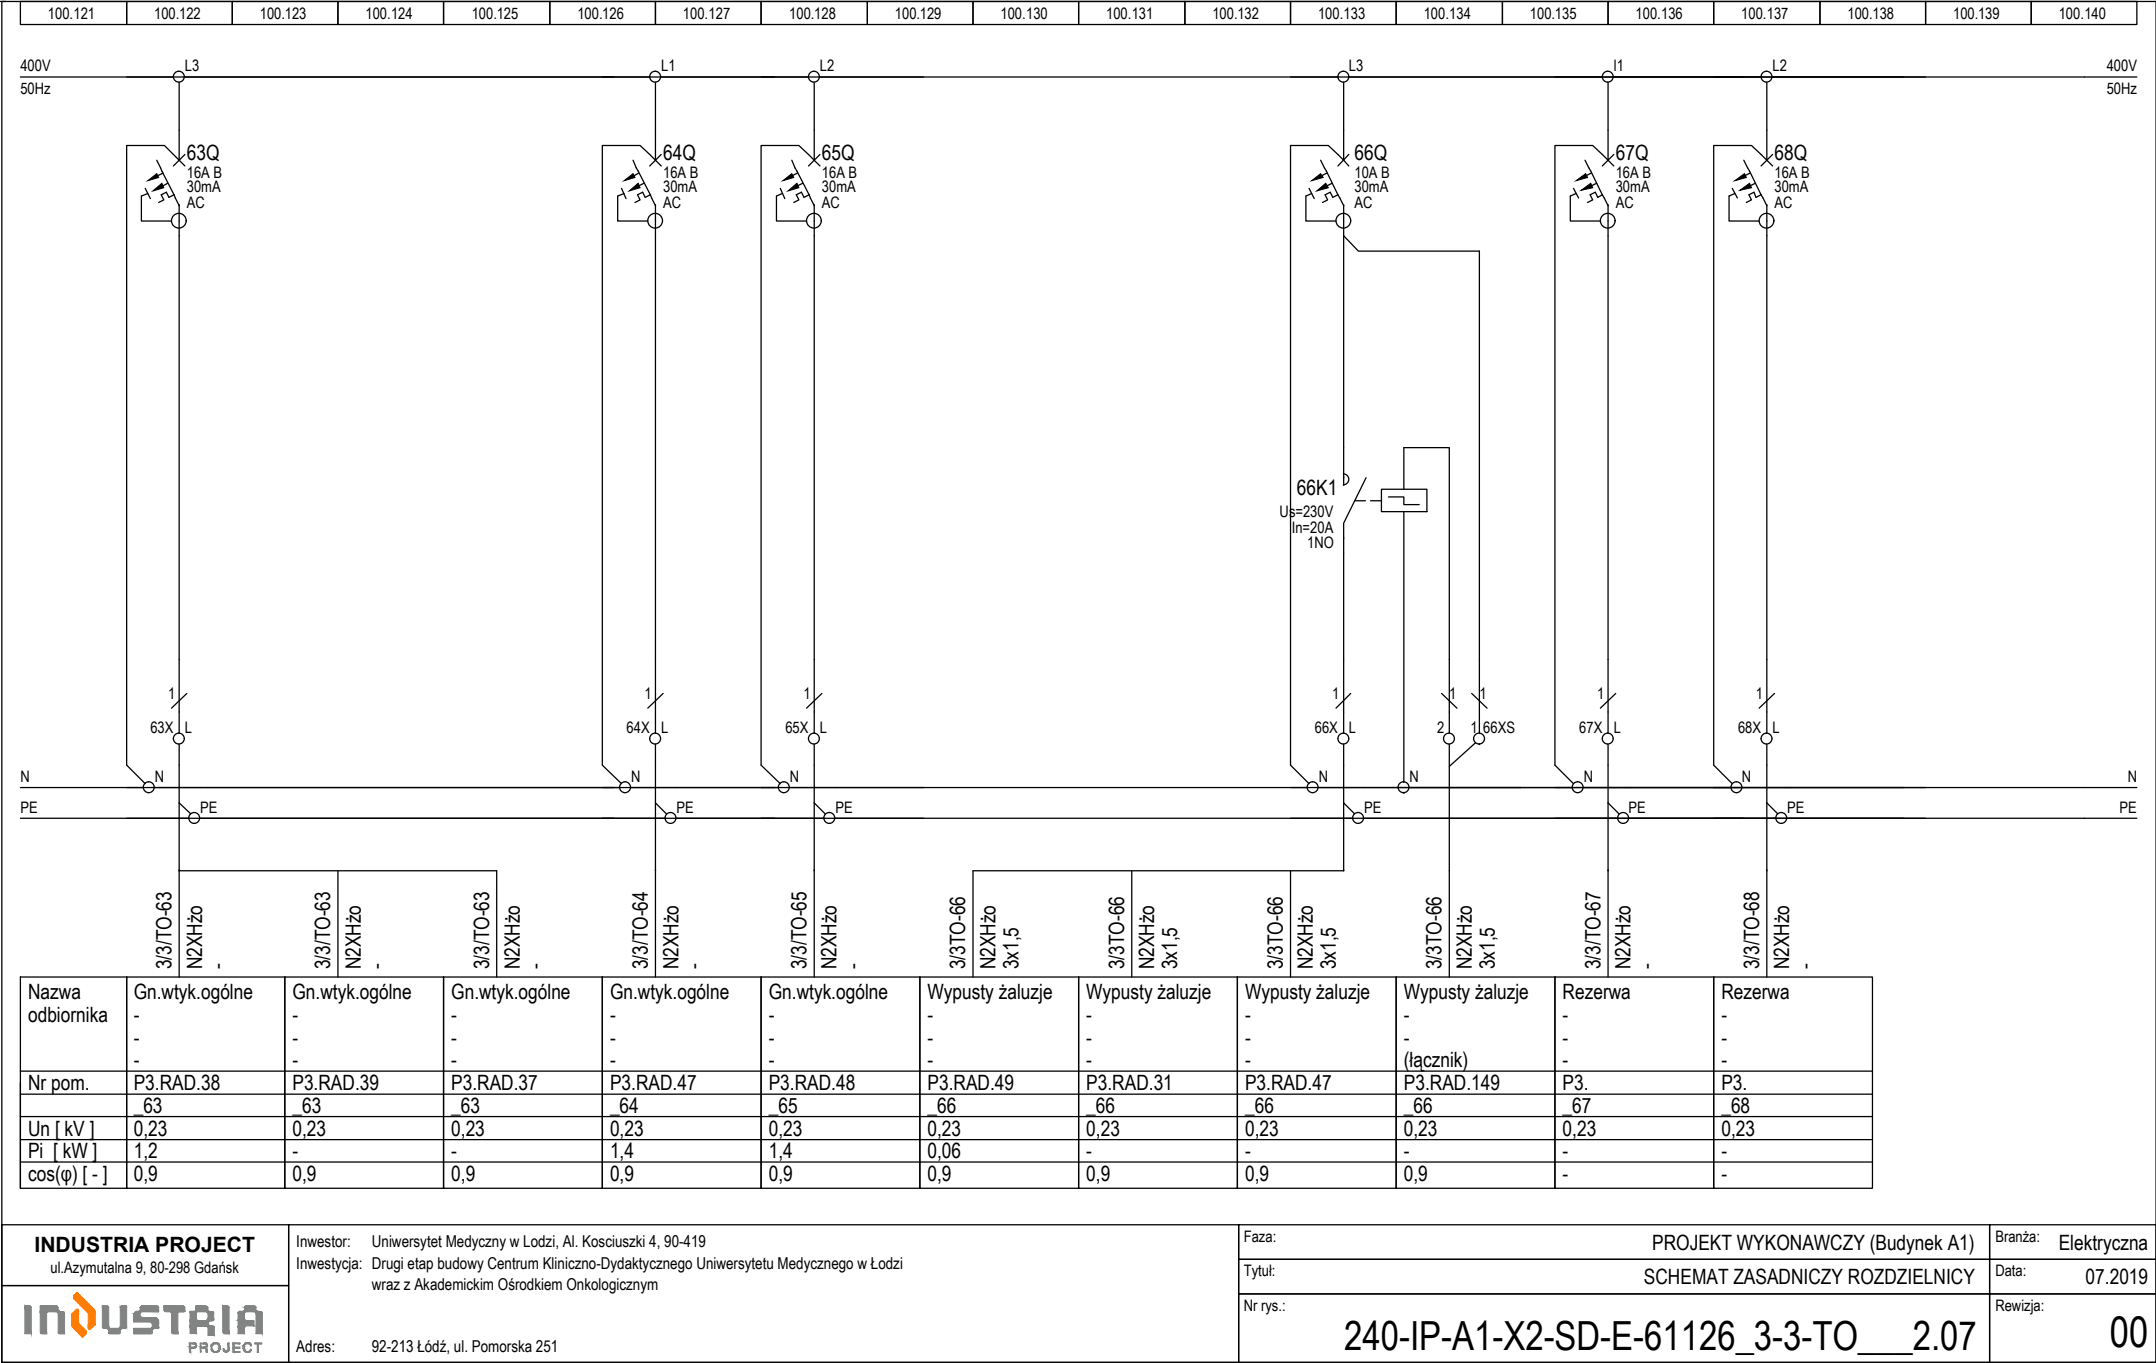 100.121 100.122 100.123 100.124 100.125 100.126 100.127 100.128 100.129 100.130 100.131 100.132 100.133 100.134 100.135 100.136 100.137 100.138 100.139 100.140
400V L3 L1 L2 L3 l1 L2 400V
50Hz 50Hz
63Q 64Q 65Q 66Q 67Q 68Q
16A B 16A B 16A B 10A B 16A B 16A B
30mA 30mA 30mA 30mA 30mA 30mA
AC AC AC AC AC AC
66K1
Us=230V
In=20A
1NO
1 1 1 1 1 1 1 1
63X L 64X L 65X L 66X L 2 1 66XS 67X L 68X L
N N N N N N N N N
PE PE PE PE PE PE PE PE
3/3/TO-63 3/3/TO-63 3/3/TO-63 3/3/TO-64 3/3/TO-65 3/3TO-66 3/3TO-66 3/3TO-66 3/3TO-66 3/3/TO-67 3/3/TO-68
N2XHżo N2XHżo N2XHżo N2XHżo N2XHżo N2XHżo N2XHżo N2XHżo N2XHżo N2XHżo N2XHżo
- - - - - 3x1,5 3x1,5 3x1,5 3x1,5 - -
Nazwa Gn.wtyk.ogólne Gn.wtyk.ogólne Gn.wtyk.ogólne Gn.wtyk.ogólne Gn.wtyk.ogólne Wypusty żaluzje Wypusty żaluzje Wypusty żaluzje Wypusty żaluzje Rezerwa Rezerwa
odbiornika - - - - - - - - - - -
- - - - - - - - - - -
- - - - - - - - (łącznik) - -
Nr pom. P3.RAD.38 P3.RAD.39 P3.RAD.37 P3.RAD.47 P3.RAD.48 P3.RAD.49 P3.RAD.31 P3.RAD.47 P3.RAD.149 P3. P3.
_63 _63 _63 _64 _65 _66 _66 _66 _66 _67 _68
Un [ kV ] 0,23 0,23 0,23 0,23 0,23 0,23 0,23 0,23 0,23 0,23 0,23
Pi [ kW ] 1,2 - - 1,4 1,4 0,06 - - - - -
cos(φ) [ - ] 0,9 0,9 0,9 0,9 0,9 0,9 0,9 0,9 0,9 - -
INDUSTRIA PROJECT
ul.Azymutalna 9, 80-298 Gdańsk
INDUSTRIA
PROJECT
Inwestor: Uniwersytet Medyczny w Lodzi, Al. Kosciuszki 4, 90-419
Inwestycja: Drugi etap budowy Centrum Kliniczno-Dydaktycznego Uniwersytetu Medycznego w Łodzi
wraz z Akademickim Ośrodkiem Onkologicznym
Adres: 92-213 Łódź, ul. Pomorska 251
Faza: PROJEKT WYKONAWCZY (Budynek A1)
Branża: Elektryczna
Tytuł: SCHEMAT ZASADNICZY ROZDZIELNICY
Data: 07.2019
Nr rys.: 240-IP-A1-X2-SD-E-61126_3-3-TO___2.07
Rewizja: 00